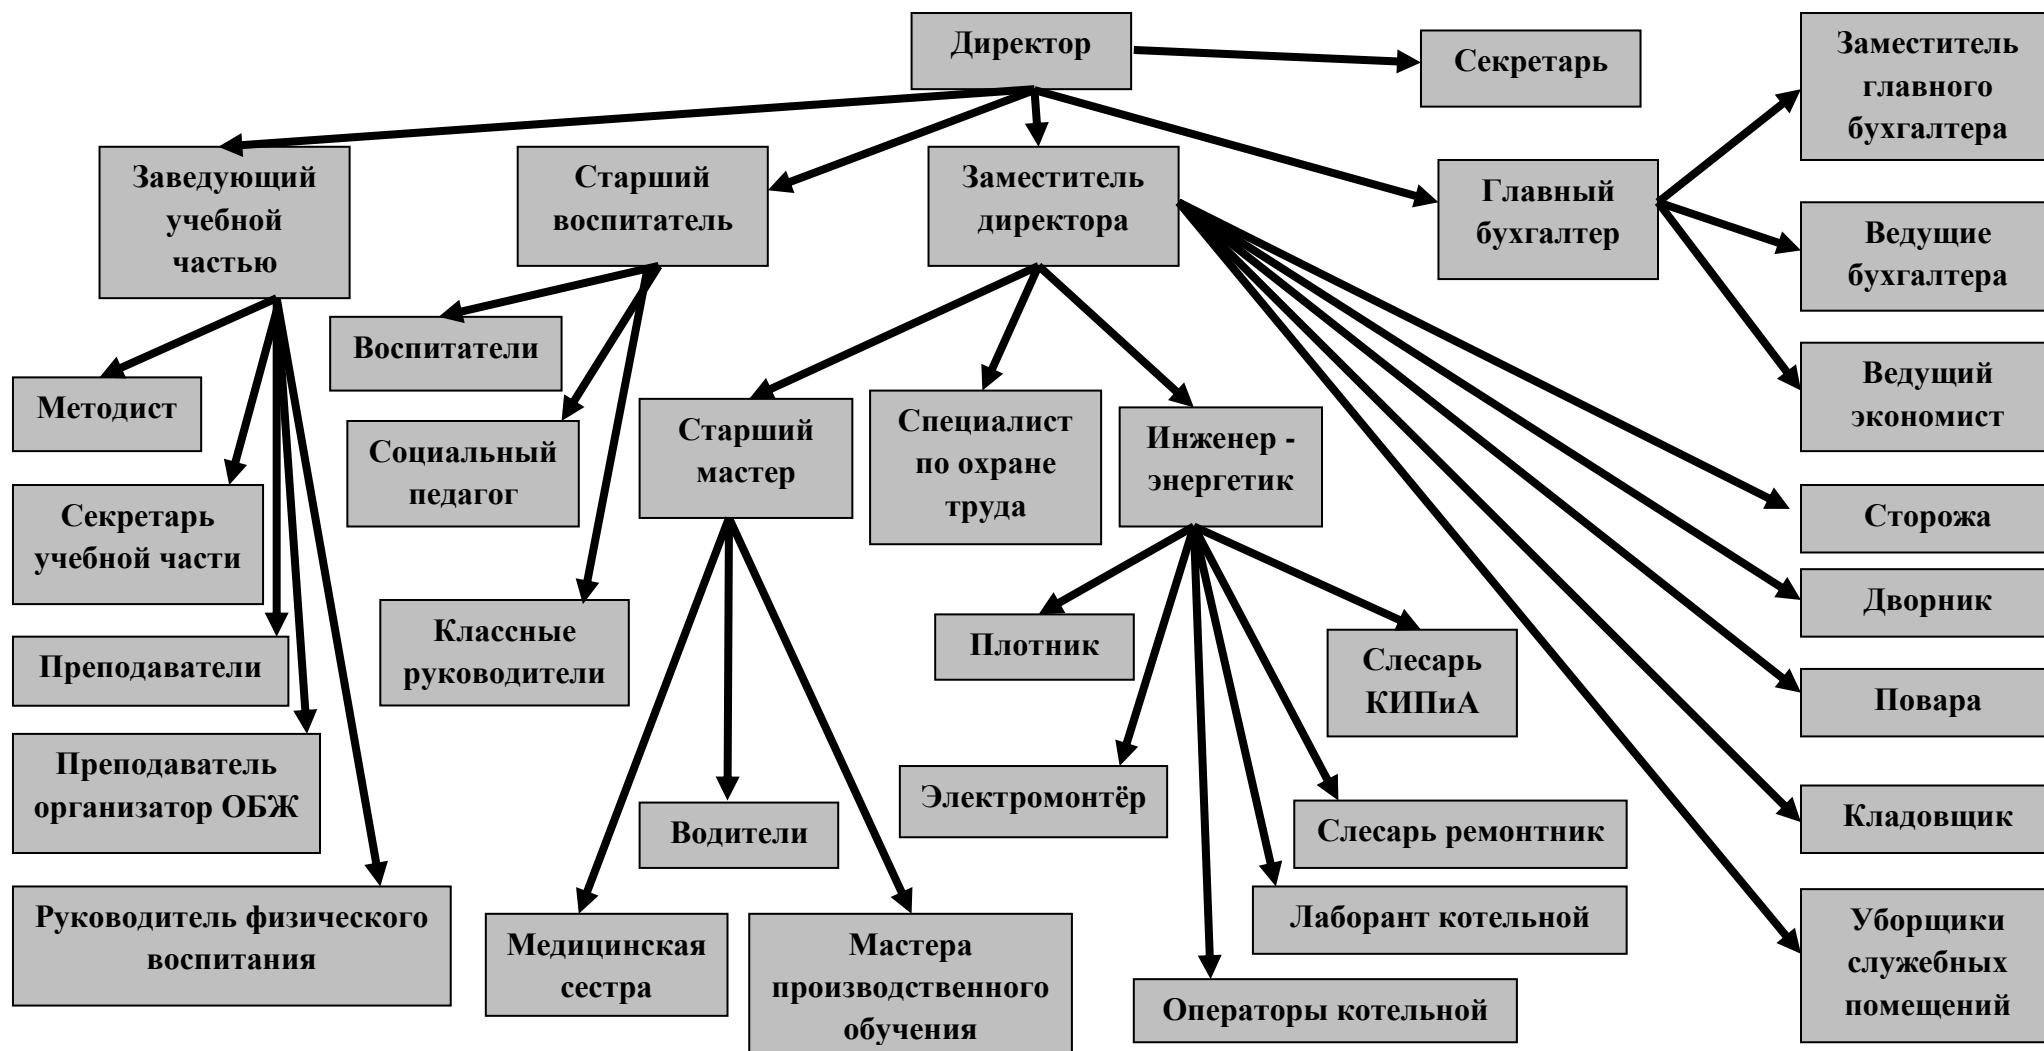 Директор
Секретарь
Заместитель
главного
бухгалтера
Заведующий
учебной
частью
Старший
воспитатель
Заместитель
директора
Главный
бухгалтер
Ведущие
бухгалтера
Воспитатели
Ведущий
экономист
Методист
Социальный
педагог
Старший
мастер
Специалист
по охране
труда
Инженер -
энергетик
Секретарь
учебной части
Сторожа
Дворник
Классные
руководители
Плотник
Слесарь
КИПиА
Преподаватели
Повара
Преподаватель
организатор ОБЖ
Электромонтёр
Водители
Слесарь ремонтник
Кладовщик
Руководитель физического
воспитания
Медицинская
сестра
Мастера
производственного
обучения
Лаборант котельной
Операторы котельной
Уборщики
служебных
помещений